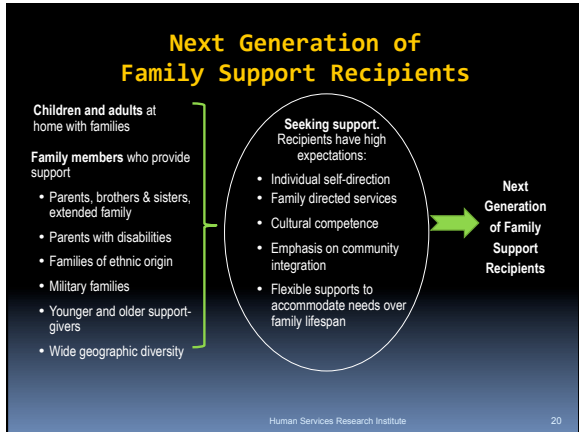 Next Generation of
Family Support Recipients
Children and adults at
home with families
Family members who provide
support
• Parents, brothers & sisters,
extended family
• Parents with disabilities
• Families of ethnic origin
• Military families
• Younger and older support-
givers
• Wide geographic diversity
Seeking support.
Recipients have high
expectations:
• Individual self-direction
• Family directed services
• Cultural competence
• Emphasis on community
integration
• Flexible supports to
accommodate needs over
family lifespan
Next
Generation
of Family
Support
Recipients
Human Services Research Institute
20